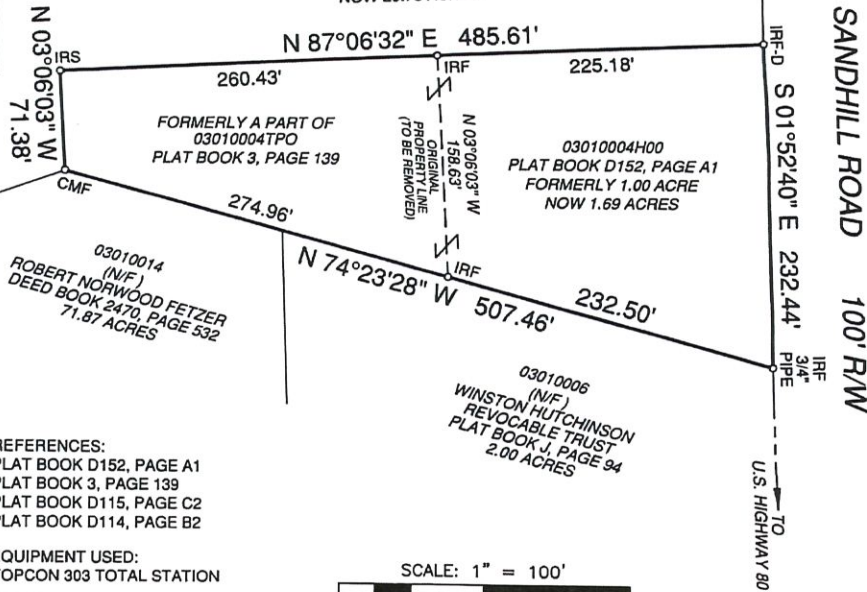 SANDHILL ROAD 100' R/W
N 87°06'32" E 485.61'
IRS
260.43'
IRF
225.18'
IRF-D
N 03°06'03" W
71.38'
FORMERLY A PART OF
03010004TPO
PLAT BOOK 3, PAGE 139
N 03°06'03" W
158.63'
ORIGINAL
PROPERTY LINE
(TO BE REMOVED)
03010004H00
PLAT BOOK D152, PAGE A1
FORMERLY 1.00 ACRE
NOW 1.69 ACRES
S 01°52'40" E 232.44'
CMF
274.96'
N 74°23'28" W 507.46'
IRF
232.50'
IRF
3/4"
PIPE
03010014
(N/F)
ROBERT NORWOOD FETZER
DEED BOOK 2470, PAGE 532
71.87 ACRES
03010006
(N/F)
WINSTON HUTCHINSON
REVOCABLE TRUST
PLAT BOOK J, PAGE 94
2.00 ACRES
TO
U.S. HIGHWAY 80
REFERENCES:
PLAT BOOK D152, PAGE A1
PLAT BOOK 3, PAGE 139
PLAT BOOK D115, PAGE C2
PLAT BOOK D114, PAGE B2
EQUIPMENT USED:
TOPCON 303 TOTAL STATION
SCALE: 1" = 100'